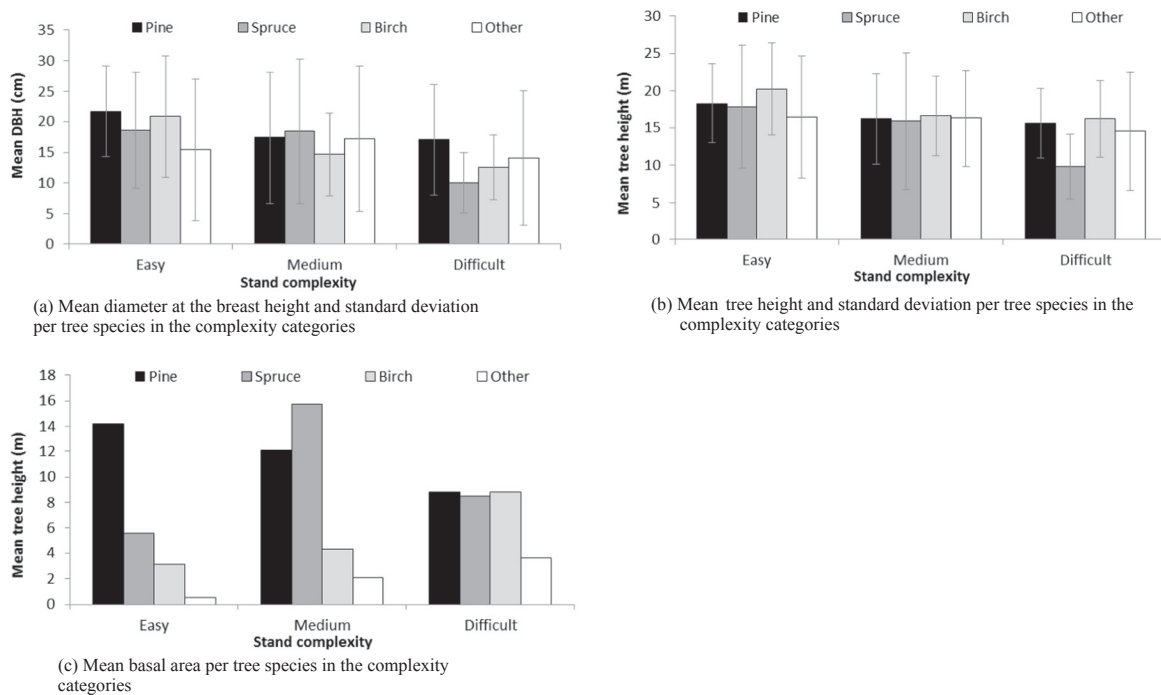 Pine Spruce Birch Other
Mean DBH (cm)
35
30
25
20
15
10
5
0
Easy Medium Difficult
Stand complexity
(a) Mean diameter at the breast height and standard deviation
per tree species in the complexity categories
Pine Spruce Birch Other
Mean tree height (m)
30
25
20
15
10
5
0
Easy Medium Difficult
Stand complexity
(b) Mean tree height and standard deviation per tree species in the
complexity categories
Pine Spruce Birch Other
Mean tree height (m)
18
16
14
12
10
8
6
4
2
0
Easy Medium Difficult
Stand complexity
(c) Mean basal area per tree species in the complexity
categories